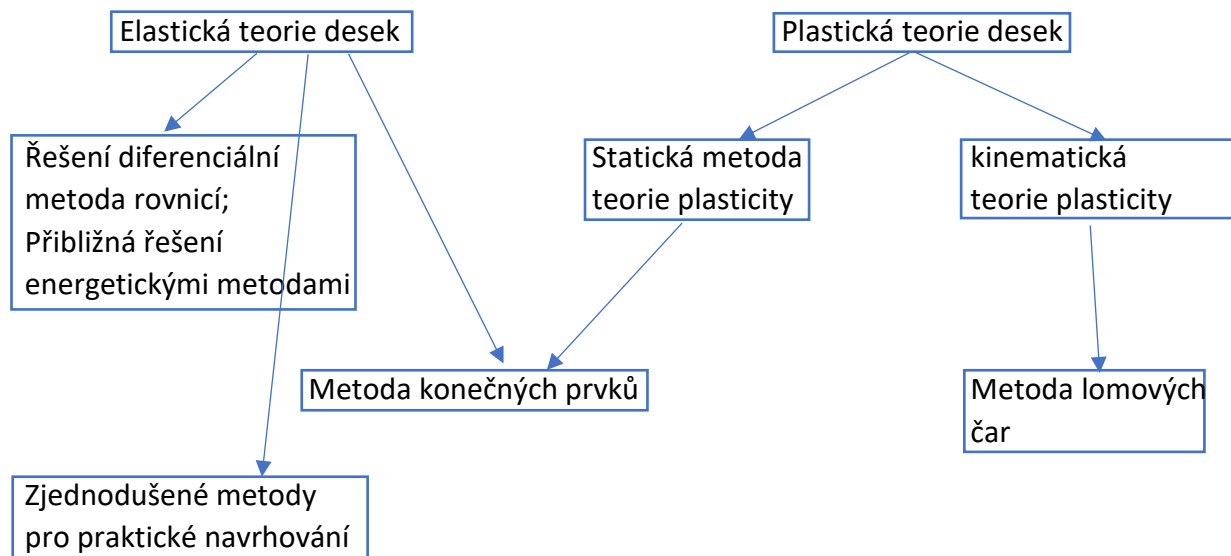 Elastická teorie desek
Plastická teorie desek
Řešení diferenciální
metoda rovnicí;
Přibližná řešení
energetickými metodami
Statická metoda
teorie plasticity
kinematická
teorie plasticity
Metoda konečných prvků
Metoda lomových
čar
Zjednodušené metody
pro praktické navrhování